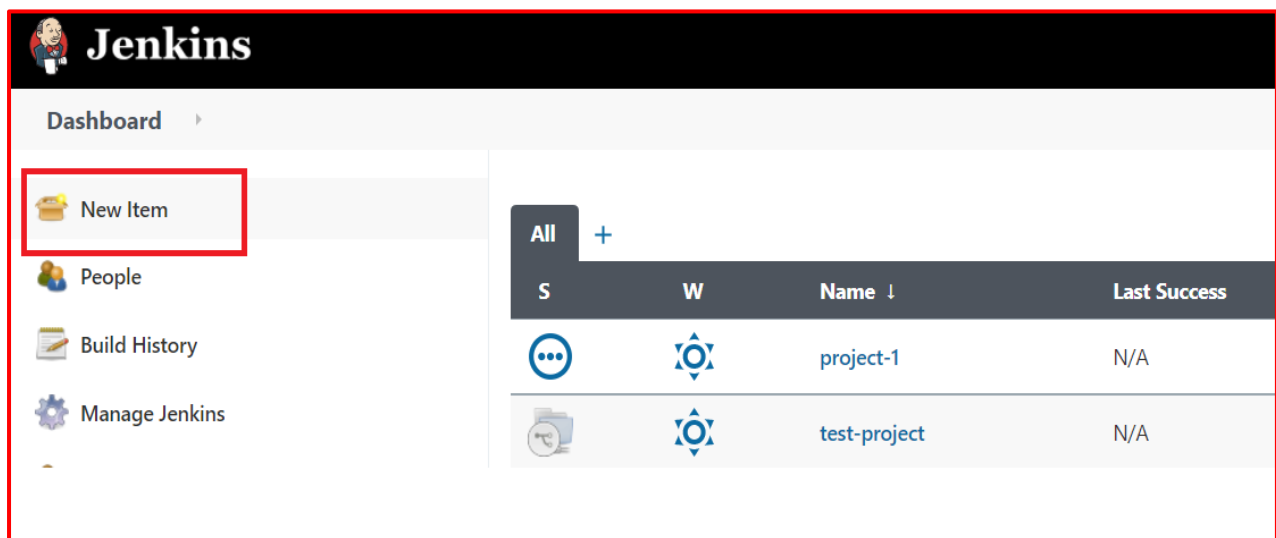 Jenkins
Dashboard
New Item
People
Build History
Manage Jenkins
All +
S W Name ↓ Last Success
project-1 N/A
test-project N/A